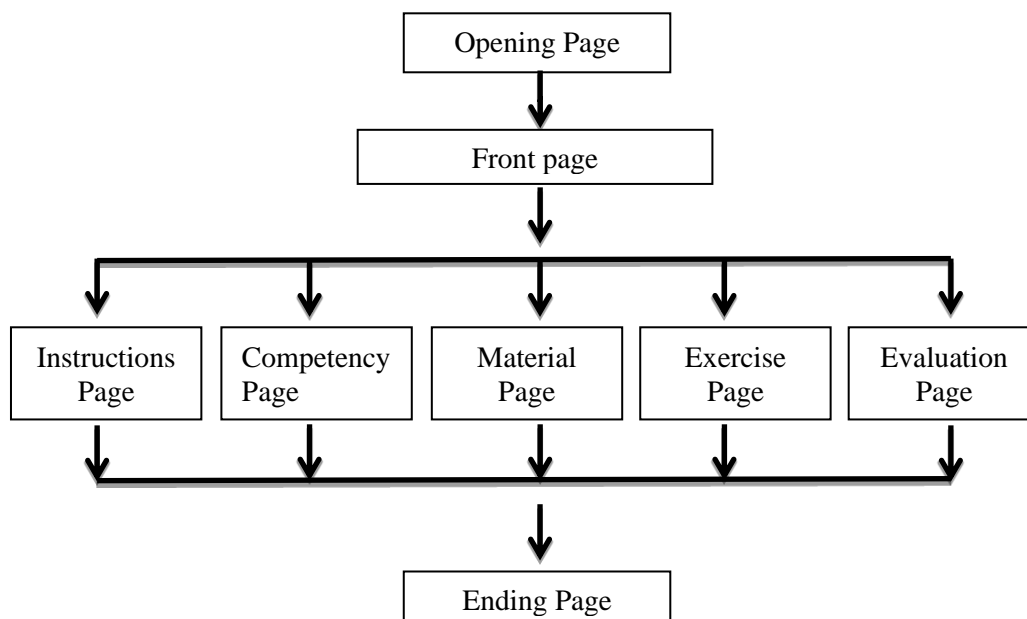 Opening Page
Front page
Instructions
Page
Competency
Page
Material
Page
Exercise
Page
Evaluation
Page
Ending Page